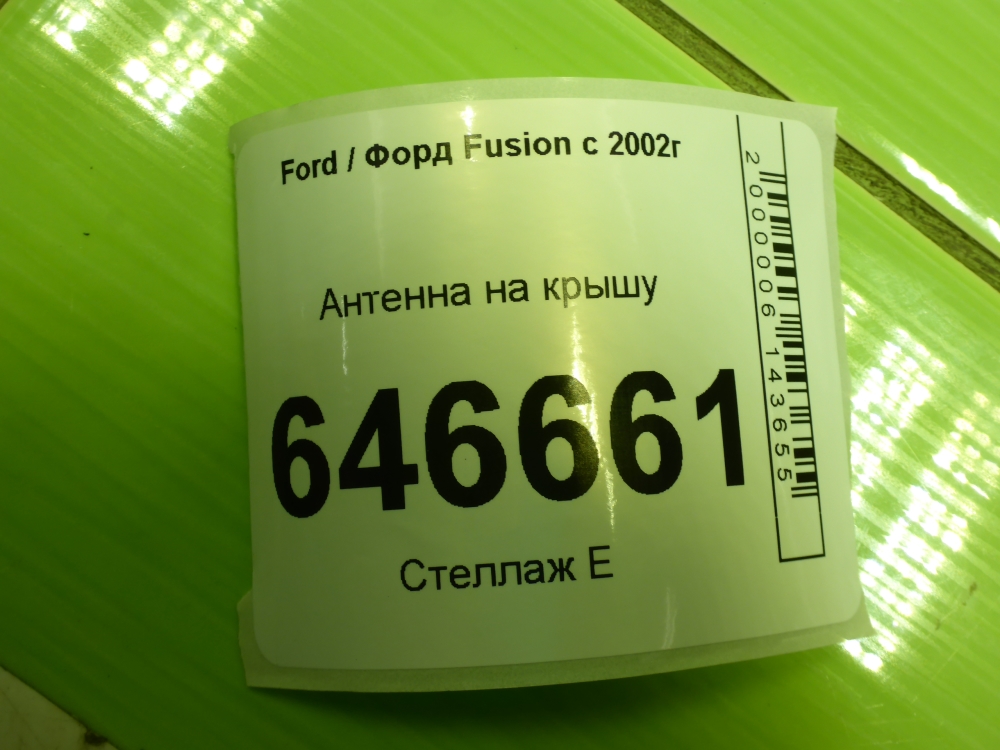 Ford / Форд Fusion с 2002г
Антенна на крышу
646661
Стеллаж Е
2000006143655